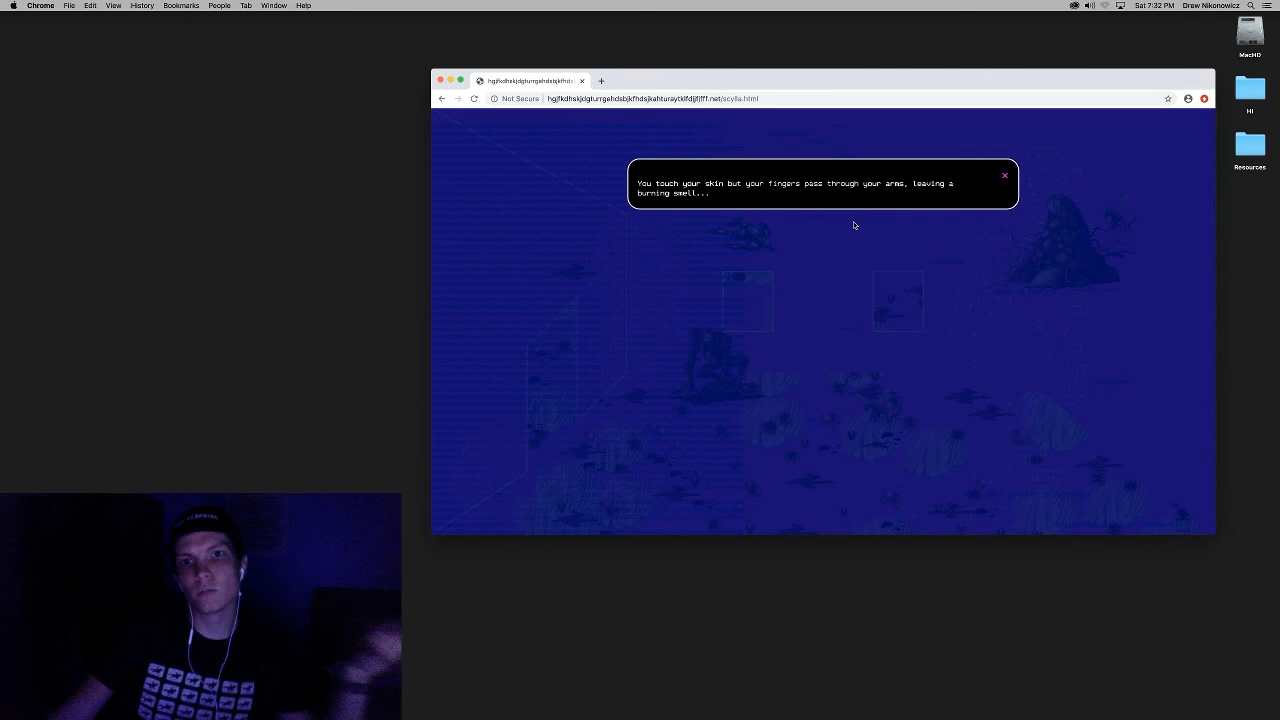 Chrome File Edit View History Bookmarks People Tab Window Help Sat 7:32 PM Drew Nikonowicz
MacHD
HI
Resources
Not Secure
You touch your skin but your fingers pass through your arms, leaving a
burning smell...